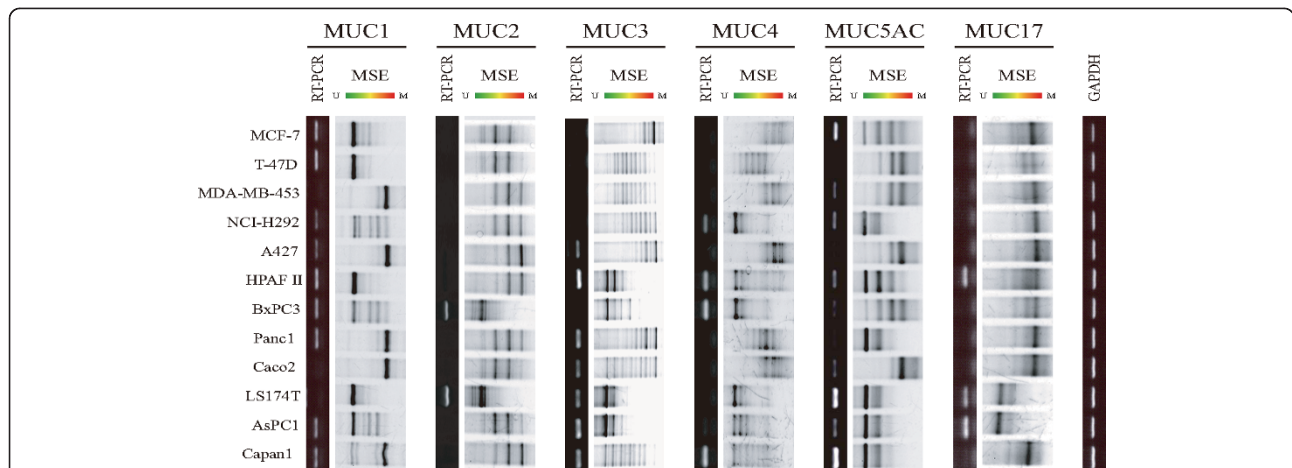 MUC1 MUC2 MUC3 MUC4 MUC5AC MUC17
RT-PCR MSE RT-PCR MSE RT-PCR MSE RT-PCR MSE RT-PCR MSE RT-PCR MSE GAPDH
U M U M U M U M U M U M
MCF-7
T-47D
MDA-MB-453
NCI-H292
A427
HPAF II
BxPC3
Panc1
Caco2
LS174T
AsPC1
Capan1